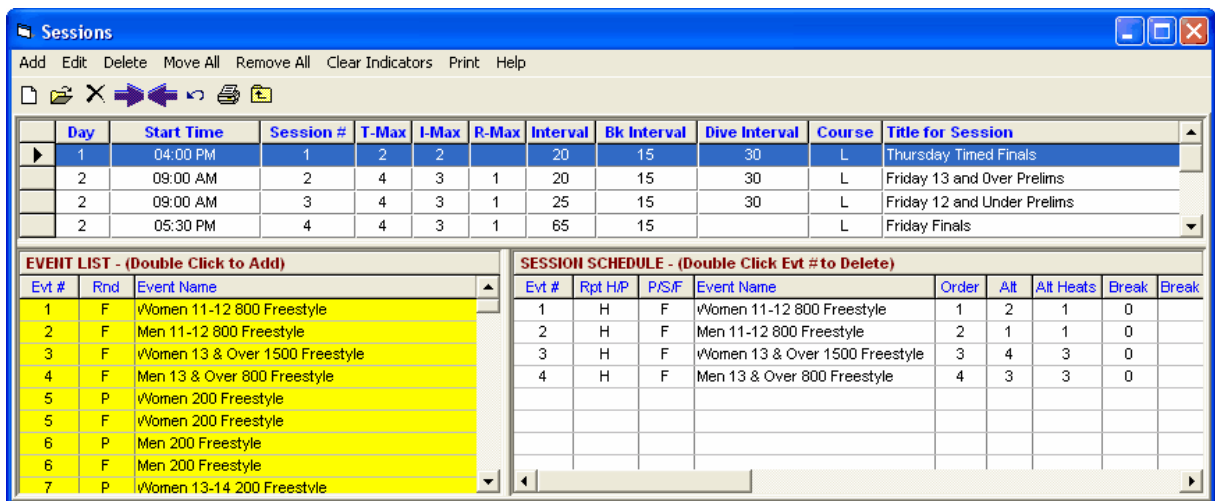 Sessions
Add Edit Delete Move All Remove All Clear Indicators Print Help
Day Start Time Session # T-Max I-Max R-Max Interval Bk Interval Dive Interval Course Title for Session
1 04:00 PM 1 2 2 20 15 30 L Thursday Timed Finals
2 09:00 AM 2 4 3 1 20 15 30 L Friday 13 and Over Prelims
2 09:00 AM 3 4 3 1 25 15 30 L Friday 12 and Under Prelims
2 05:30 PM 4 4 3 1 65 15 L Friday Finals
EVENT LIST - (Double Click to Add)
Evt # Rnd Event Name
1 F Women 11-12 800 Freestyle
2 F Men 11-12 800 Freestyle
3 F Women 13 & Over 1500 Freestyle
4 F Men 13 & Over 800 Freestyle
5 P Women 200 Freestyle
5 F Women 200 Freestyle
6 P Men 200 Freestyle
6 F Men 200 Freestyle
7 P Women 13-14 200 Freestyle
SESSION SCHEDULE - (Double Click Evt # to Delete)
Evt # Rpt H/P P/S/F Event Name Order Alt Alt Heats Break Break
1 H F Women 11-12 800 Freestyle 1 2 1 0
2 H F Men 11-12 800 Freestyle 2 1 1 0
3 H F Women 13 & Over 1500 Freestyle 3 4 3 0
4 H F Men 13 & Over 800 Freestyle 4 3 3 0